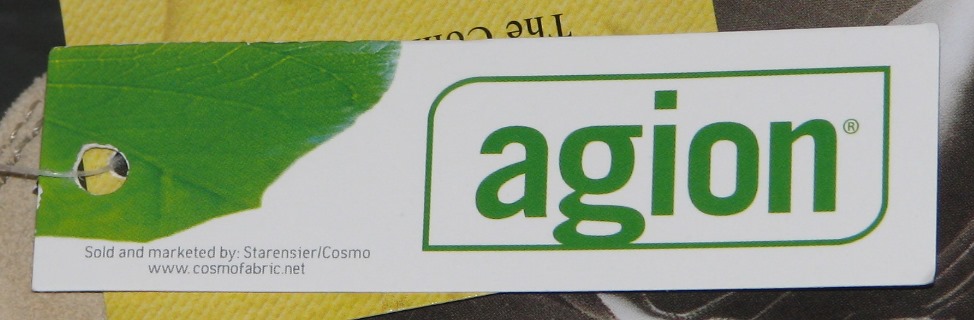 agion®
Sold and marketed by: Starensier/Cosmo
www.cosmofabric.net